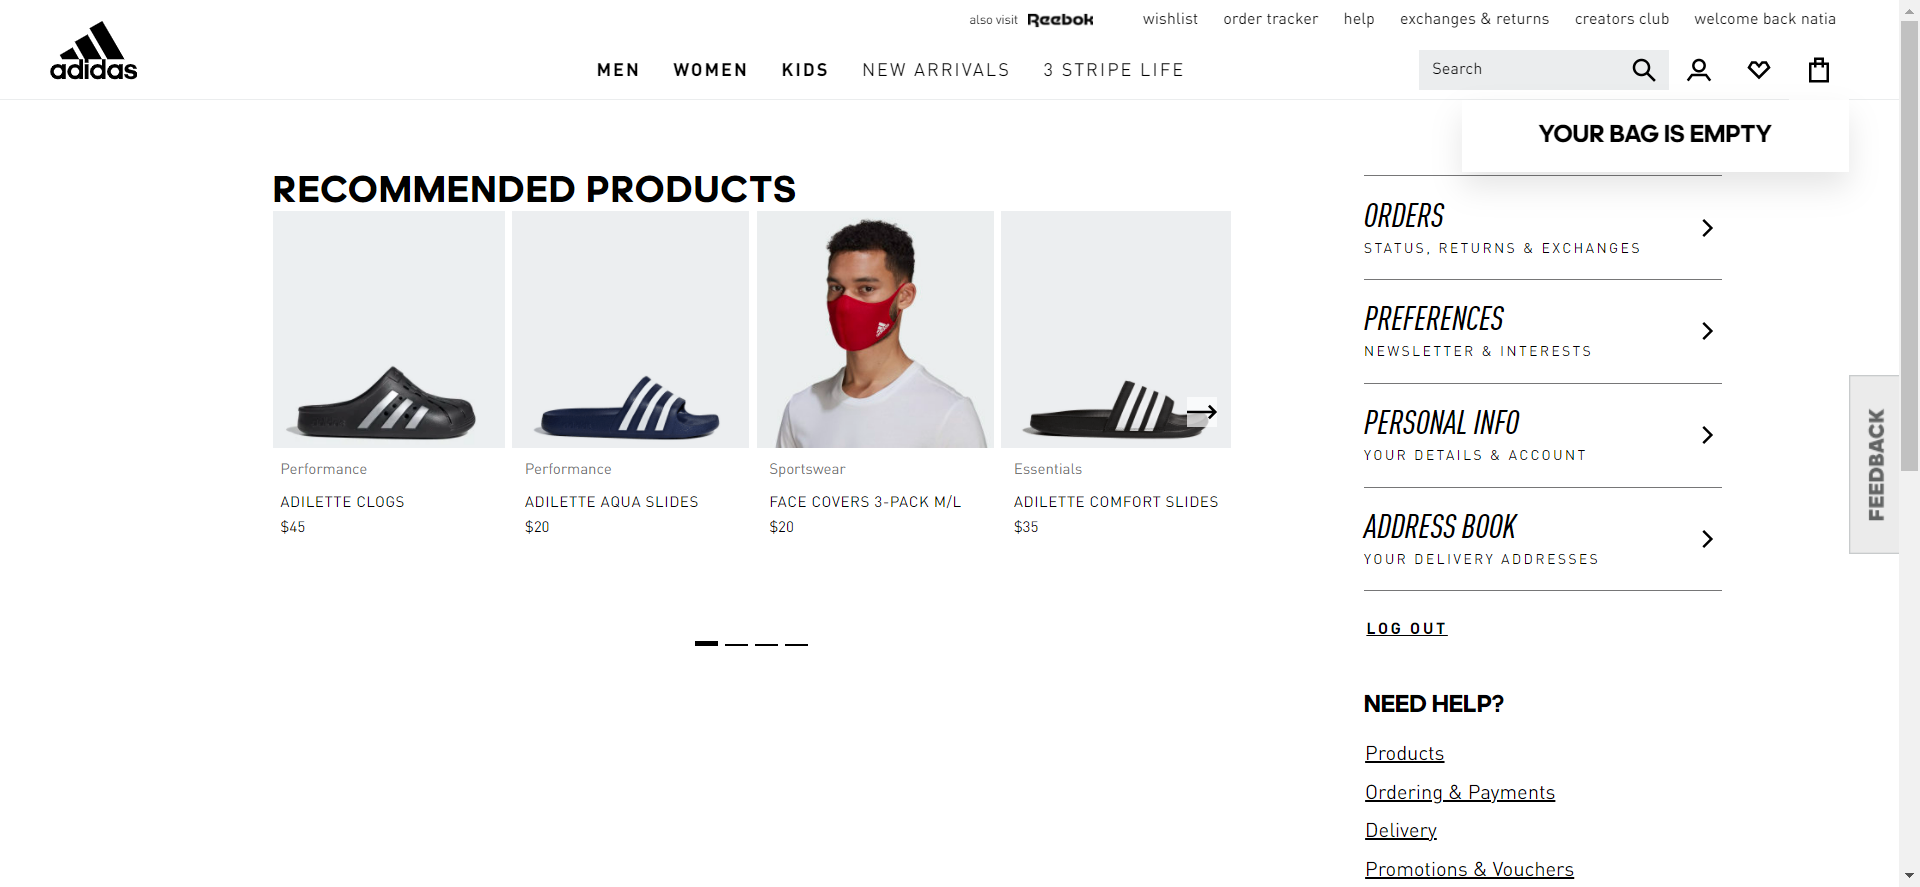 also visit Reebok wishlist order tracker help exchanges & returns creators club welcome back natia
adidas
MEN WOMEN KIDS NEW ARRIVALS 3 STRIPE LIFE
Search
YOUR BAG IS EMPTY
RECOMMENDED PRODUCTS
Performance
ADILETTE CLOGS
$45
Performance
ADILETTE AQUA SLIDES
$20
Sportswear
FACE COVERS 3-PACK M/L
$20
Essentials
ADILETTE COMFORT SLIDES
$35
ORDERS
STATUS, RETURNS & EXCHANGES
PREFERENCES
NEWSLETTER & INTERESTS
PERSONAL INFO
YOUR DETAILS & ACCOUNT
ADDRESS BOOK
YOUR DELIVERY ADDRESSES
LOG OUT
NEED HELP?
Products
Ordering & Payments
Delivery
Promotions & Vouchers
FEEDBACK